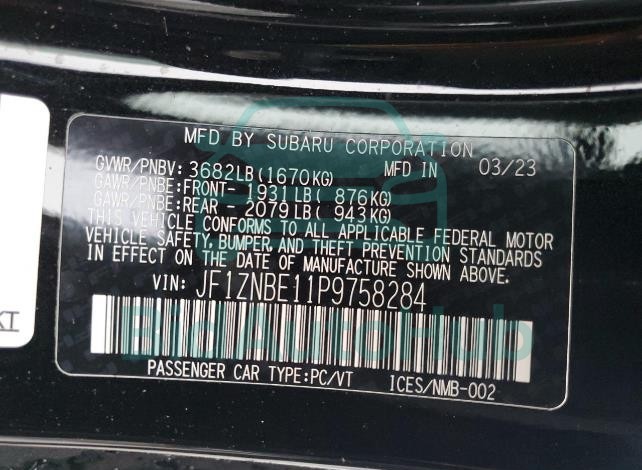 MFD BY SUBARU CORPORATION
GVWR/PNBV: 3682LB(1670KG) MFD IN 03/23
GAWR/PNBE:FRONT- 1931LB( 876KG)
GAWR/PNBE:REAR - 2079LB( 943KG)
THIS VEHICLE CONFORMS TO ALL APPLICABLE FEDERAL MOTOR
VEHICLE SAFETY, BUMPER, AND THEFT PREVENTION STANDARDS
IN EFFECT ON THE DATE OF MANUFACTURE SHOWN ABOVE.
VIN: JF1ZNBE11P9758284
BidAutoHub
PASSENGER CAR TYPE:PC/VT ICES/NMB-002